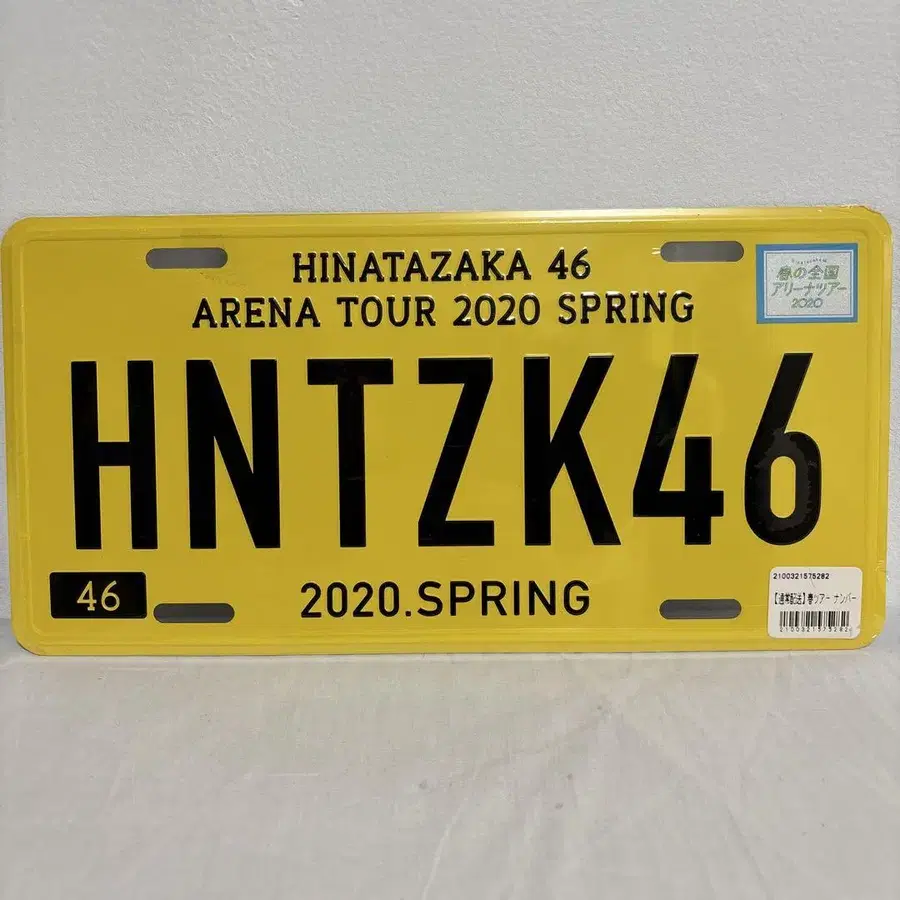 HINATAZAKA 46
ARENA TOUR 2020 SPRING
春の全国
アリーナツアー
2020
HNTZK46
46
2020.SPRING
2100321575282
【通常配送】春ツアー ナンバー
2100321575282